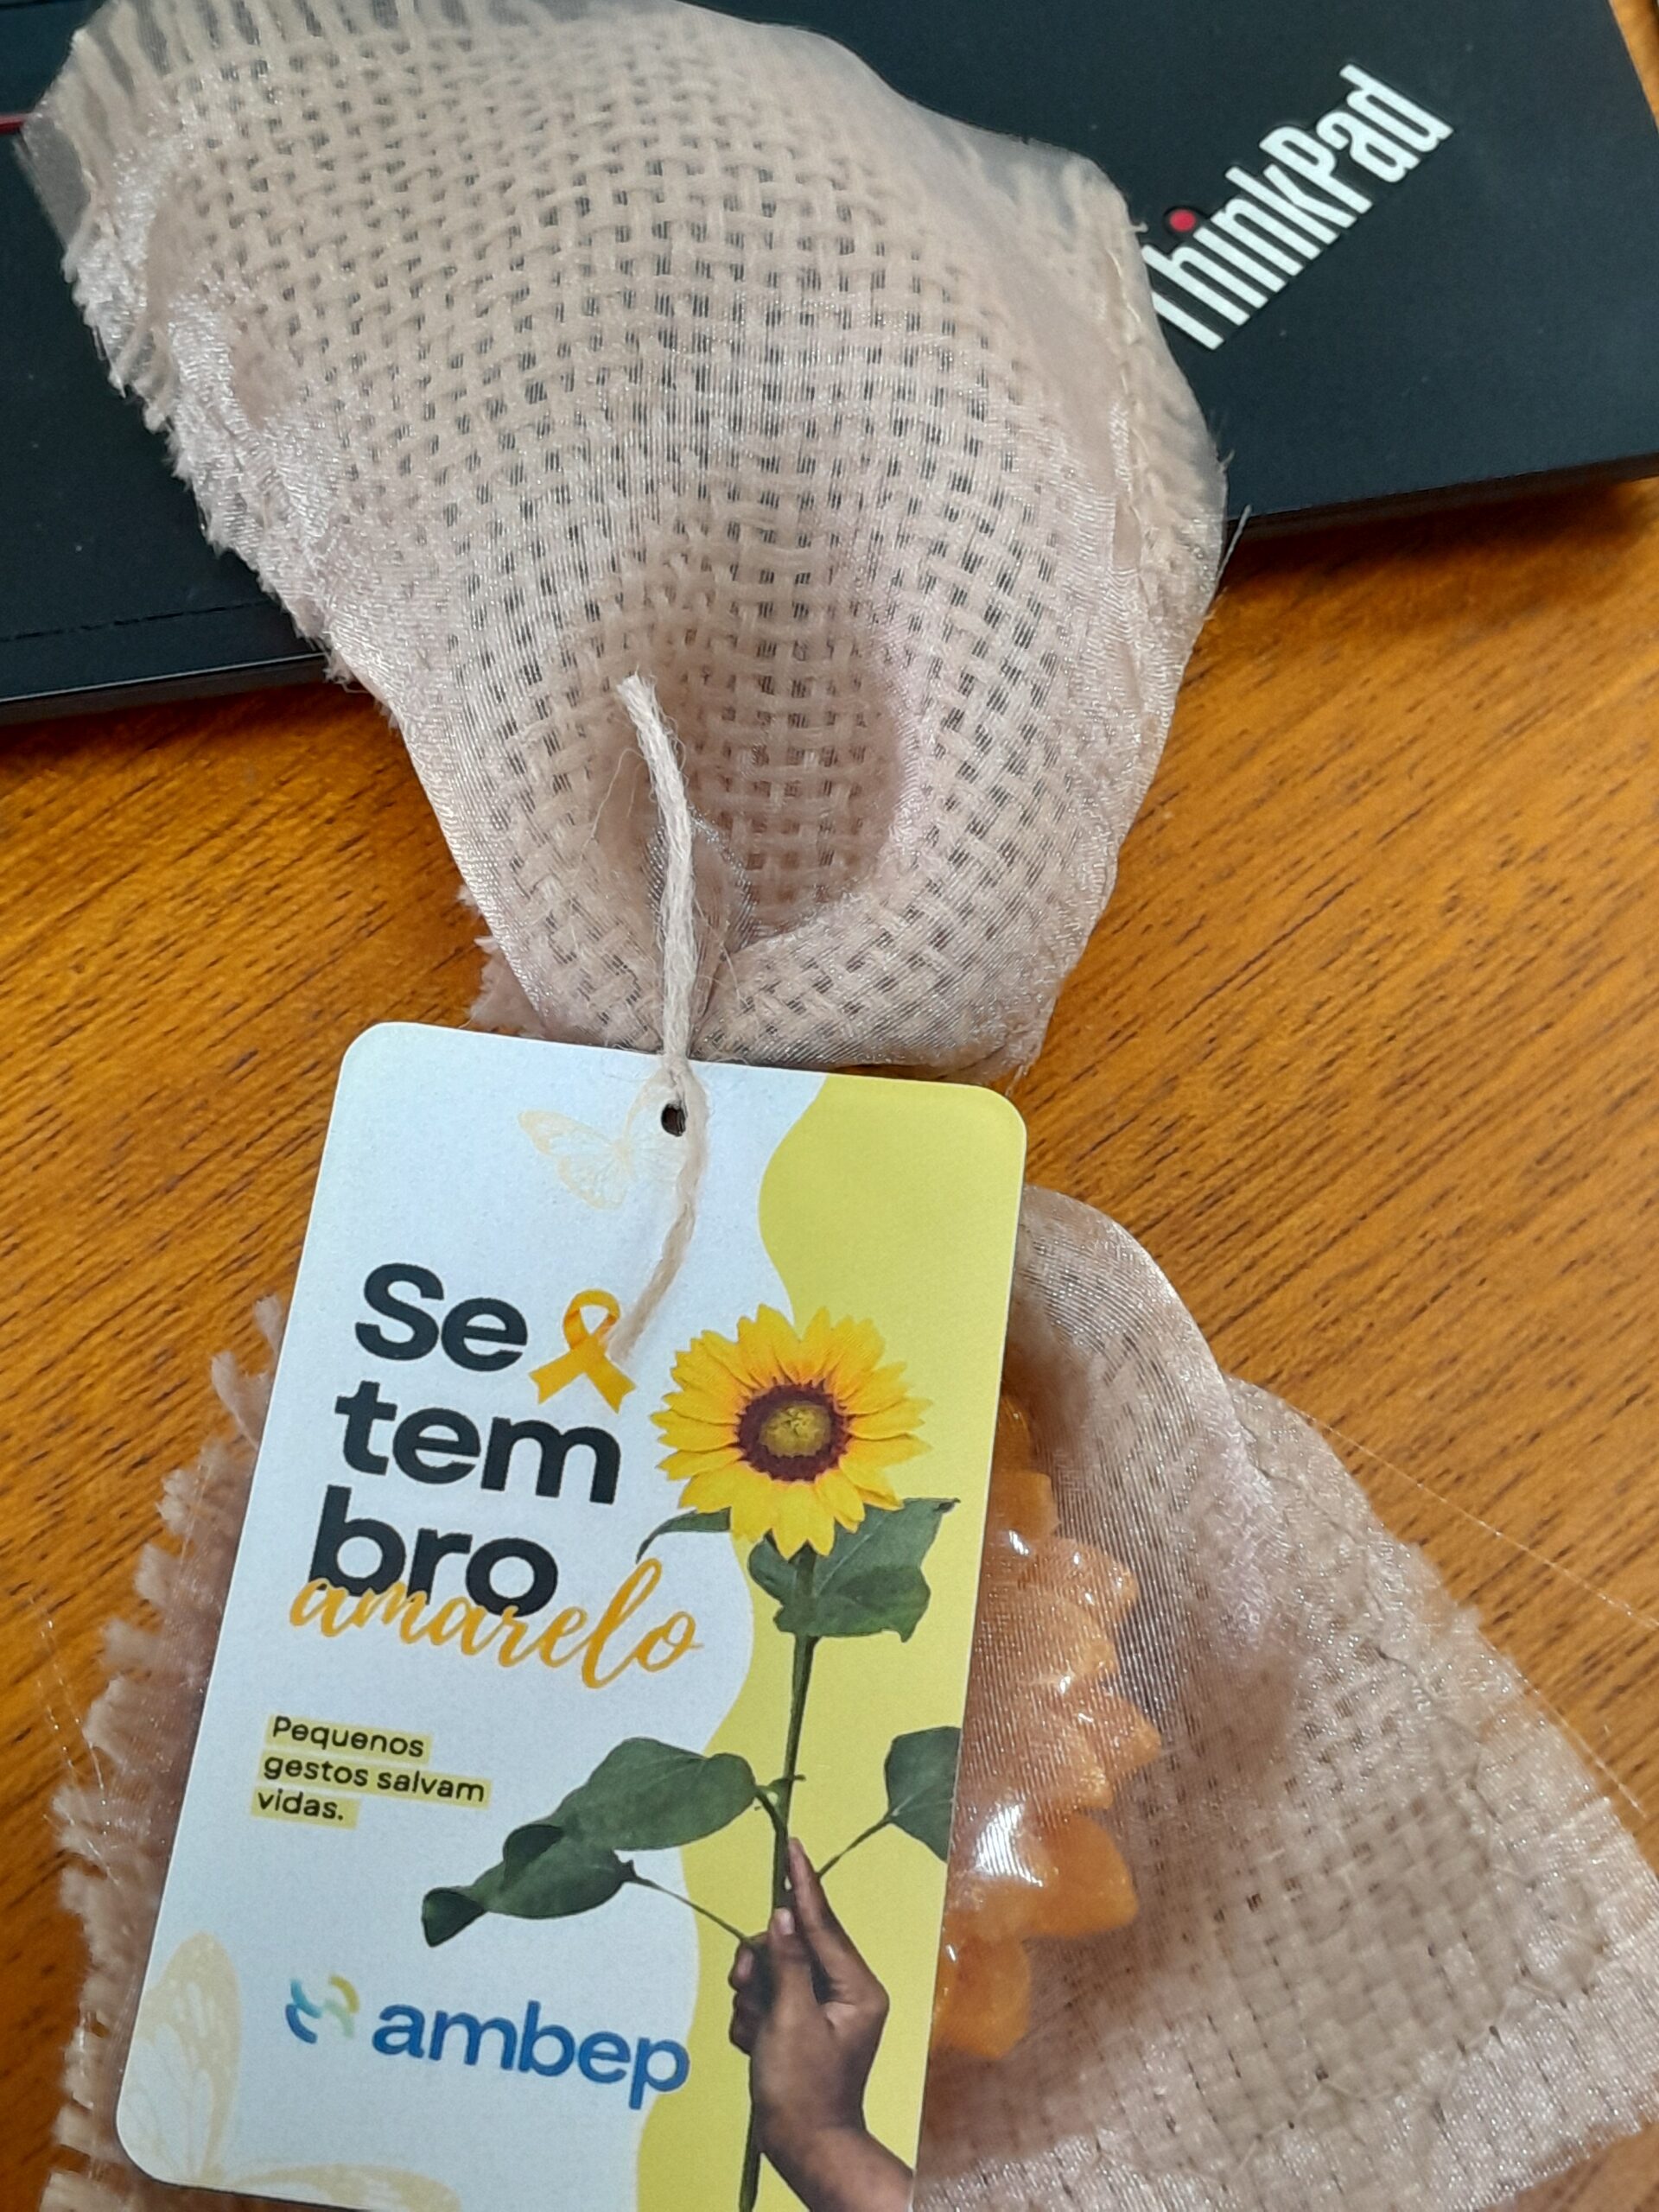 ThinkPad
Se
tem
bro
amarelo
Pequenos
gestos salvam
vidas.
ambep